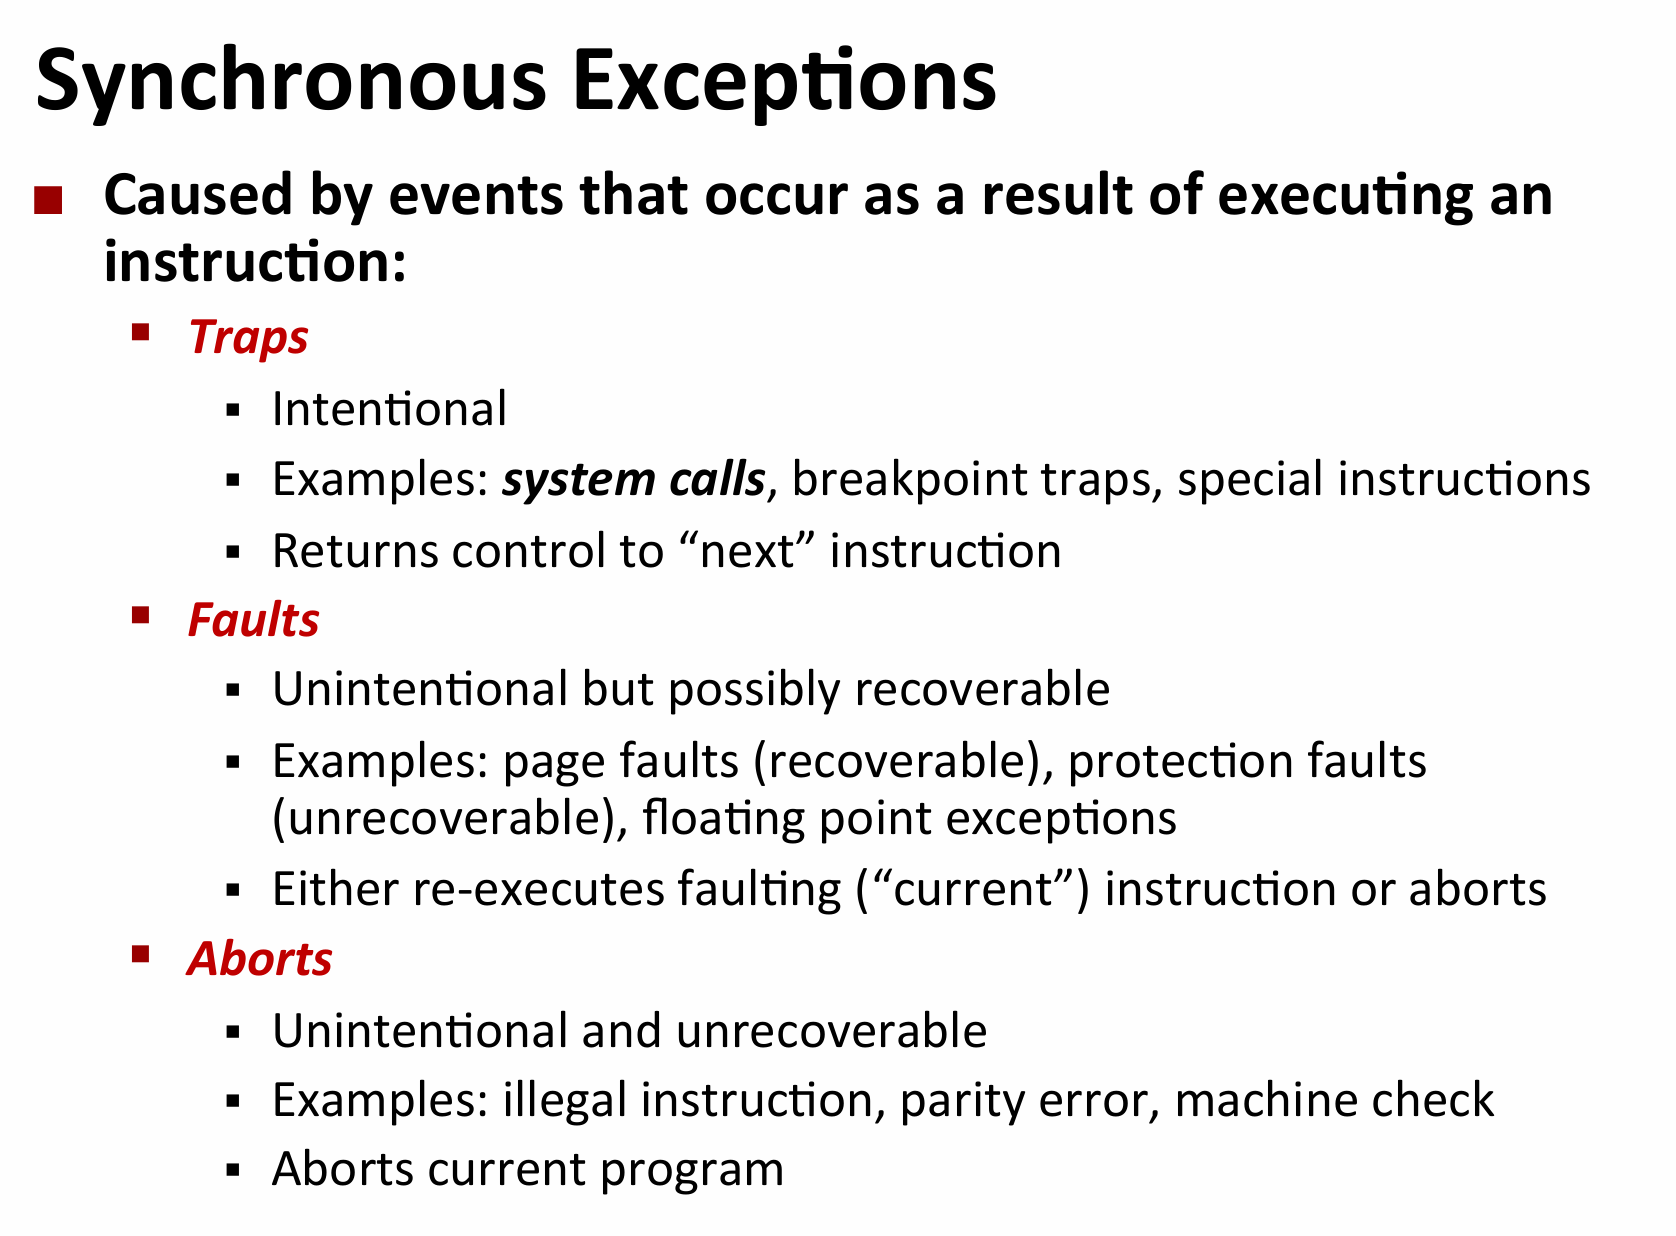 Synchronous Exceptions
Caused by events that occur as a result of executing an
instruction:
Traps
Intentional
Examples: system calls, breakpoint traps, special instructions
Returns control to “next” instruction
Faults
Unintentional but possibly recoverable
Examples: page faults (recoverable), protection faults
(unrecoverable), floating point exceptions
Either re-executes faulting (“current”) instruction or aborts
Aborts
Unintentional and unrecoverable
Examples: illegal instruction, parity error, machine check
Aborts current program